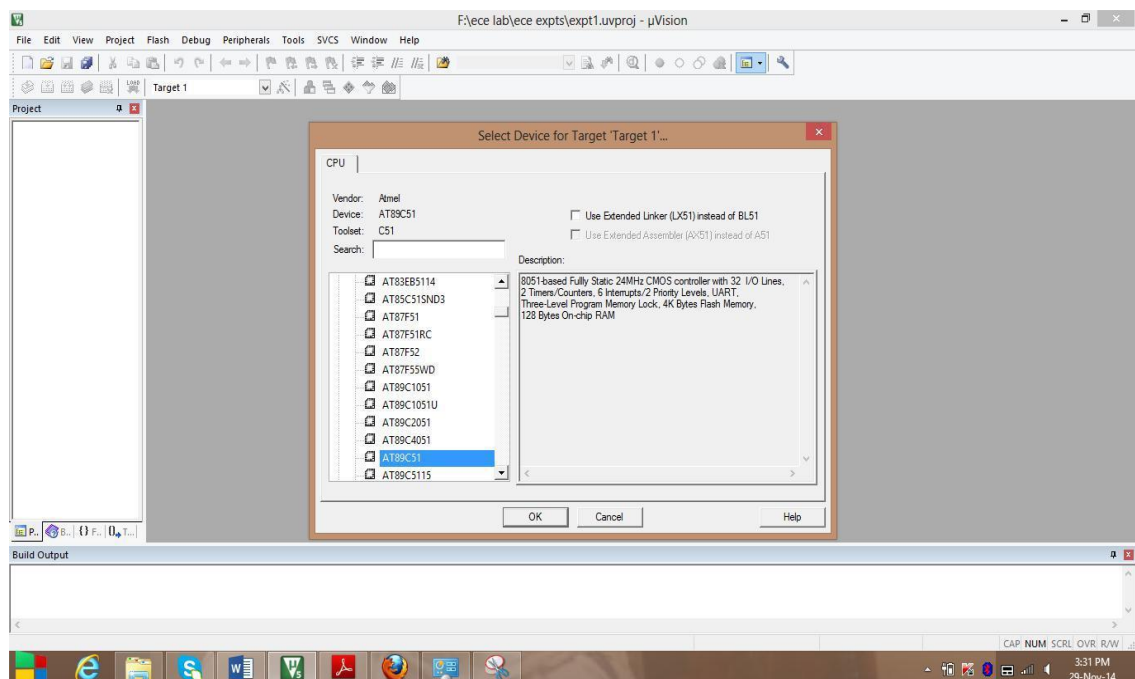 F:\ece lab\ece expts\expt1.uvproj - µVision
File Edit View Project Flash Debug Peripherals Tools SVCS Window Help
LOAD Target 1
Project
Select Device for Target 'Target 1'...
CPU
Vendor: Atmel
Device: AT89C51
Toolset: C51
Search:
Use Extended Linker (LX51) instead of BL51
Use Extended Assembler (AX51) instead of A51
Description:
8051-based Fully Static 24MHz CMOS controller with 32 I/O Lines,
2 Timers/Counters, 6 Interrupts/2 Priority Levels, UART,
Three-Level Program Memory Lock, 4K Bytes Flash Memory,
128 Bytes On-chip RAM
AT83EB5114
AT85C51SND3
AT87F51
AT87F51RC
AT87F52
AT87F55WD
AT89C1051
AT89C1051U
AT89C2051
AT89C4051
AT89C51
AT89C5115
OK Cancel Help
P... B... {} F... 0 T...
Build Output
CAP NUM SCRL OVR R/W
3:31 PM
29-Nov-14